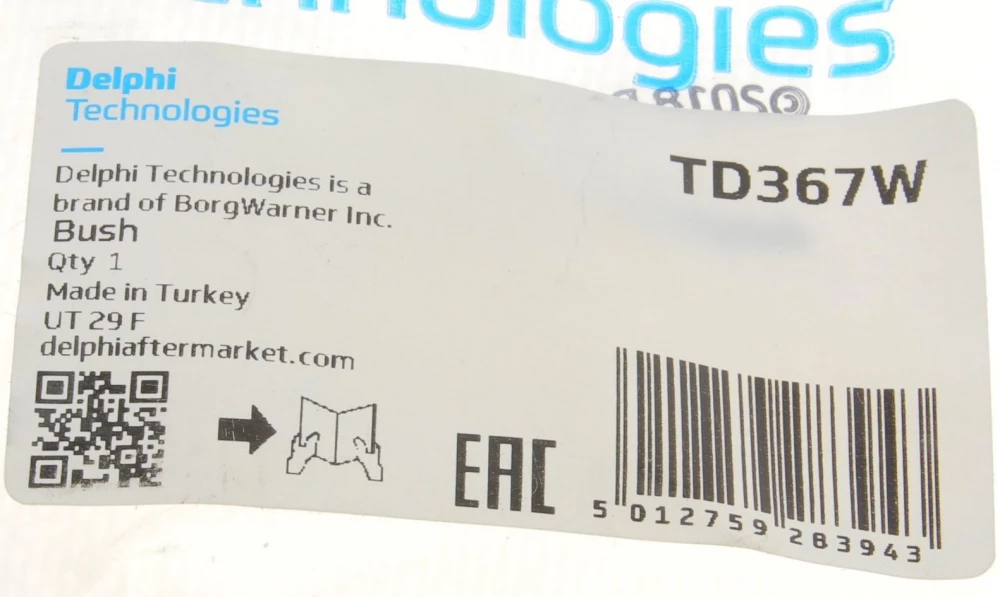 Technologies
Delphi
Technologies
Delphi Technologies is a
brand of BorgWarner Inc.
Bush
Qty 1
Made in Turkey
UT 29 F
delphiaftermarket.com
TD367W
EAC
5 012759 283943